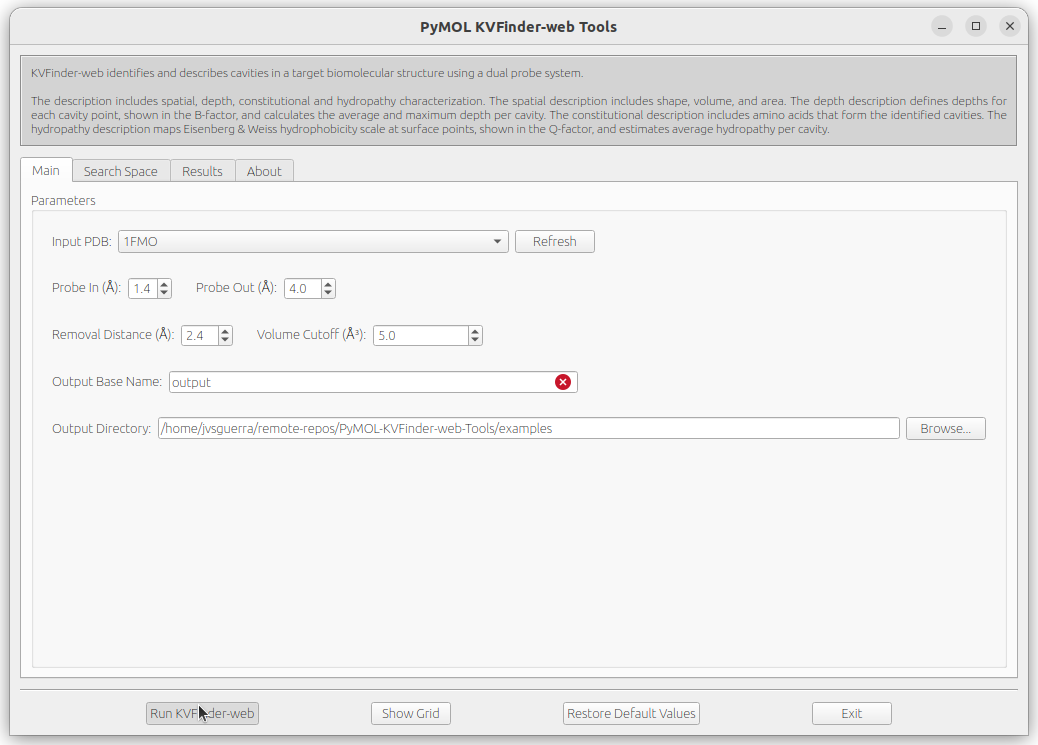 PyMOL KVFinder-web Tools
KVFinder-web identifies and describes cavities in a target biomolecular structure using a dual probe system.
The description includes spatial, depth, constitutional and hydropathy characterization. The spatial description includes shape, volume, and area. The depth description defines depths for
each cavity point, shown in the B-factor, and calculates the average and maximum depth per cavity. The constitutional description includes amino acids that form the identified cavities. The
hydropathy description maps Eisenberg & Weiss hydrophobicity scale at surface points, shown in the Q-factor, and estimates average hydropathy per cavity.
Main Search Space Results About
Parameters
Input PDB: 1FMO Refresh
Probe In (Å): 1.4 Probe Out (Å): 4.0
Removal Distance (Å): 2.4 Volume Cutoff (Å³): 5.0
Output Base Name: output
Output Directory: /home/jvsguerra/remote-repos/PyMOL-KVFinder-web-Tools/examples Browse...
Run KVFinder-web Show Grid Restore Default Values Exit